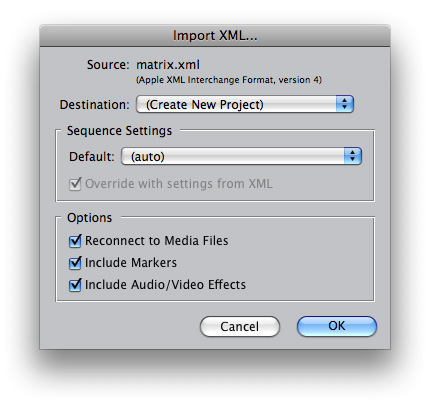 Import XML...
Source: matrix.xml
(Apple XML Interchange Format, version 4)
Destination: (Create New Project)
Sequence Settings
Default: (auto)
Override with settings from XML
Options
Reconnect to Media Files
Include Markers
Include Audio/Video Effects
Cancel OK